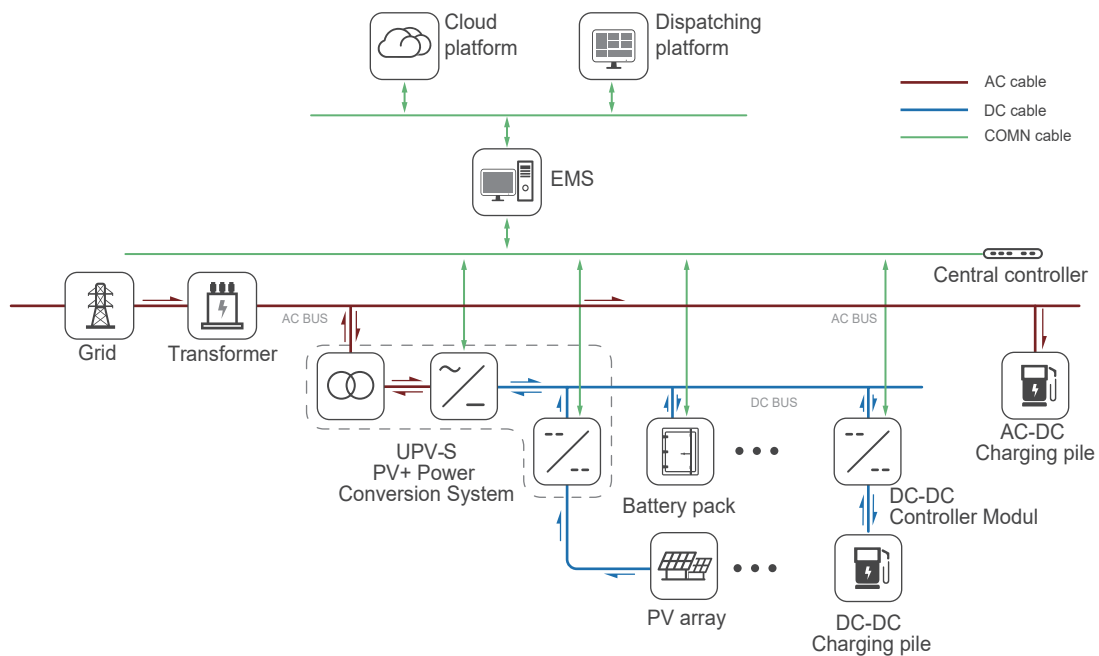 Cloud
platform
Dispatching
platform
AC cable
DC cable
COMN cable
EMS
Central controller
Grid
Transformer
AC BUS
AC BUS
DC BUS
UPV-S
PV+ Power
Conversion System
Battery pack
AC-DC
Charging pile
DC-DC
Controller Modul
PV array
DC-DC
Charging pile